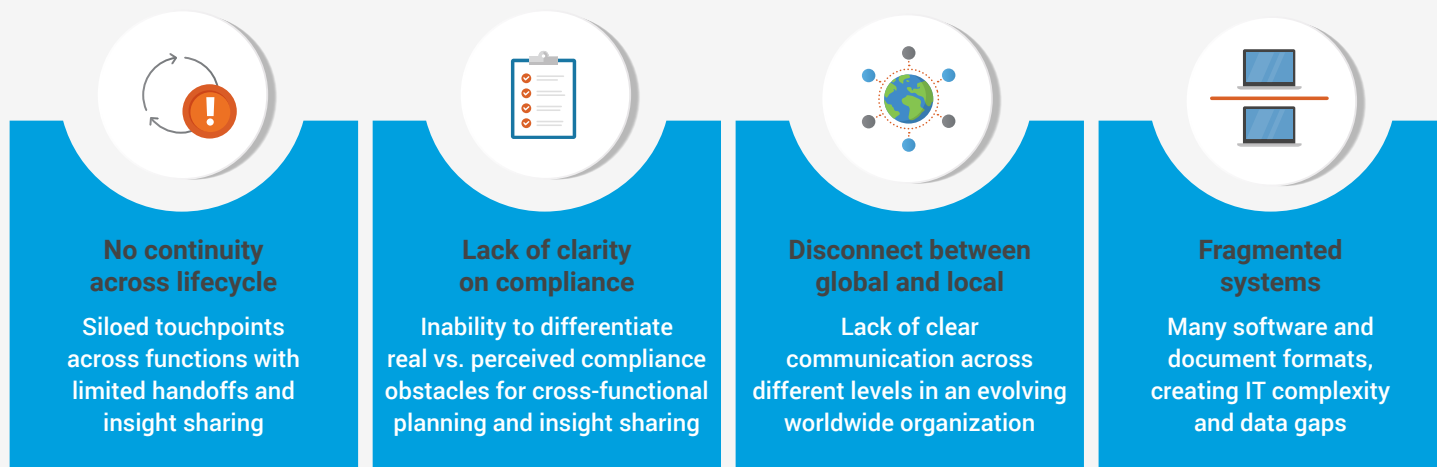 No continuity
across lifecycle
Siloed touchpoints
across functions with
limited handoffs and
insight sharing
Lack of clarity
on compliance
Inability to differentiate
real vs. perceived compliance
obstacles for cross-functional
planning and insight sharing
Disconnect between
global and local
Lack of clear
communication across
different levels in an evolving
worldwide organization
Fragmented
systems
Many software and
document formats,
creating IT complexity
and data gaps